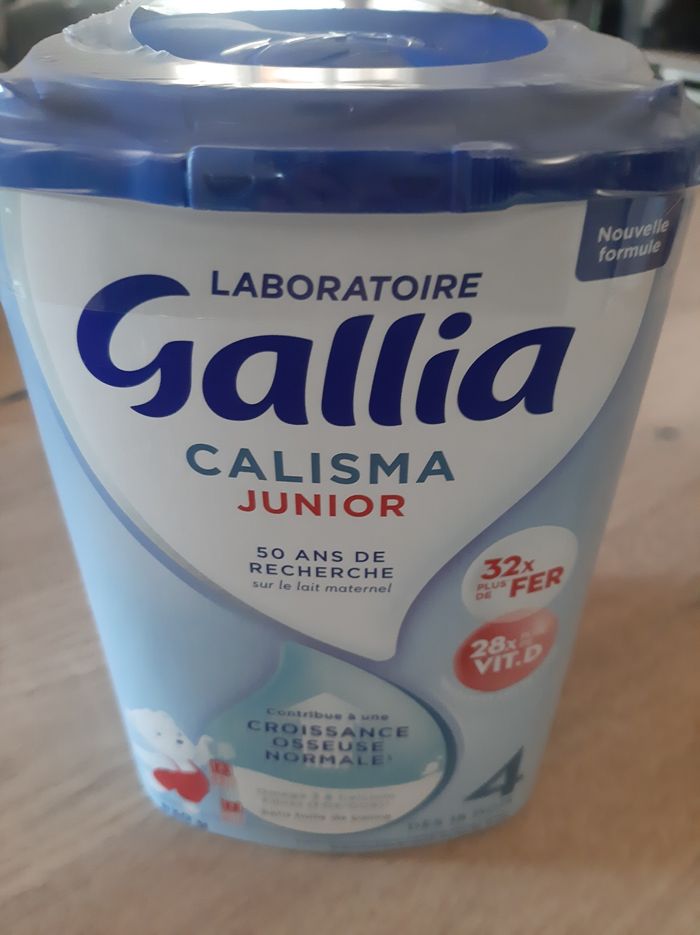 Nouvelle
formule
LABORATOIRE
Gallia
CALISMA
JUNIOR
50 ANS DE
RECHERCHE
sur le lait maternel
32x
PLUS
DE FER
28x
VIT.D
Contribue à une
CROISSANCE
OSSEUSE
NORMALE
4